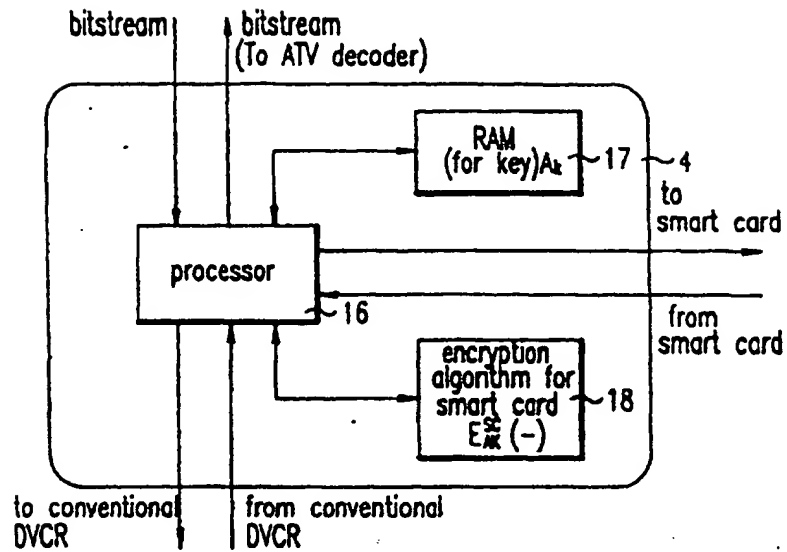 bitstream
bitstream
(To ATV decoder)
RAM
(for key)Ak
17
4
to
smart card
processor
16
from
smart card
encryption
algorithm for
smart card
E^SC_AK (-)
18
to conventional
DVCR
from conventional
DVCR